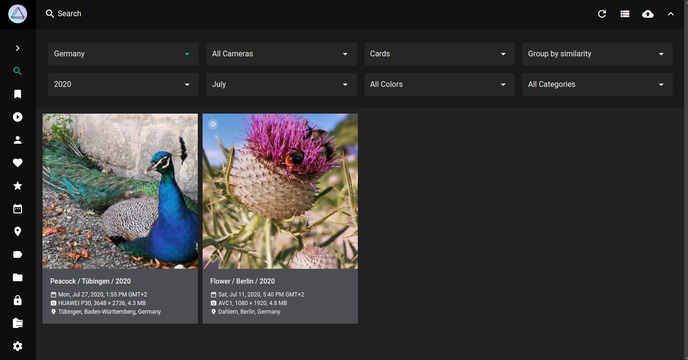 Search
Germany
All Cameras
Cards
Group by similarity
2020
July
All Colors
All Categories
Peacock / Tübingen / 2020
Mon, Jul 27, 2020, 1:55 PM GMT+2
HUAWEI P30, 3648 × 2736, 4.3 MB
Tübingen, Baden-Württemberg, Germany
Flower / Berlin / 2020
Sat, Jul 11, 2020, 5:40 PM GMT+2
AVC1, 1080 × 1920, 4.8 MB
Dahlem, Berlin, Germany